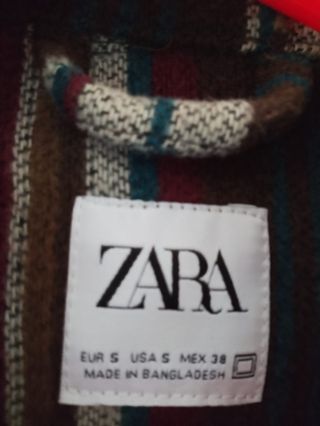 ZARA
EUR S USA S MEX 38
MADE IN BANGLADESH